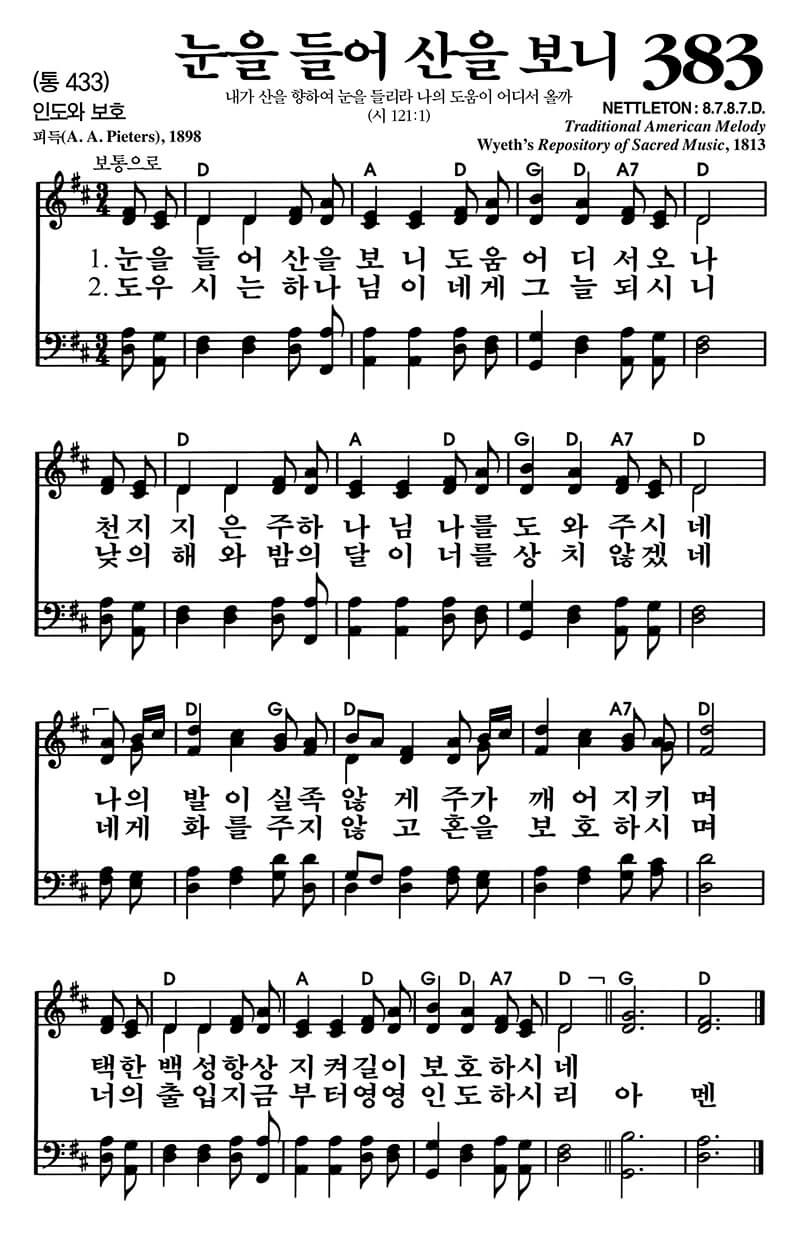 눈을 들어 산을 보니 383
(통 433)
내가 산을 향하여 눈을 들리라 나의 도움이 어디서 올까
인도와 보호
(시 121:1)
NETTLETON : 8.7.8.7.D.
Traditional American Melody
피득(A. A. Pieters), 1898
Wyeth's Repository of Sacred Music, 1813
보통으로
D A D G D A7 D
3 4
1. 눈을 들어 산을 보니 도움 어디서오나
2. 도우시는 하나님이 네게 그늘되시니
3 4
D A D G D A7 D
천지 지은 주하나님 나를 도와 주시네
낮의 해와 밤의 달이 너를 상치 않겠네
D G D A7 D
나의 발이 실족 않게 주가 깨어 지키며
네게 화를 주지 않고 혼을 보호하시며
D A D G D A7 D G D
택한 백성항상 지켜길이 보호하시네
너의 출입지금 부터영영 인도하시리 아멘